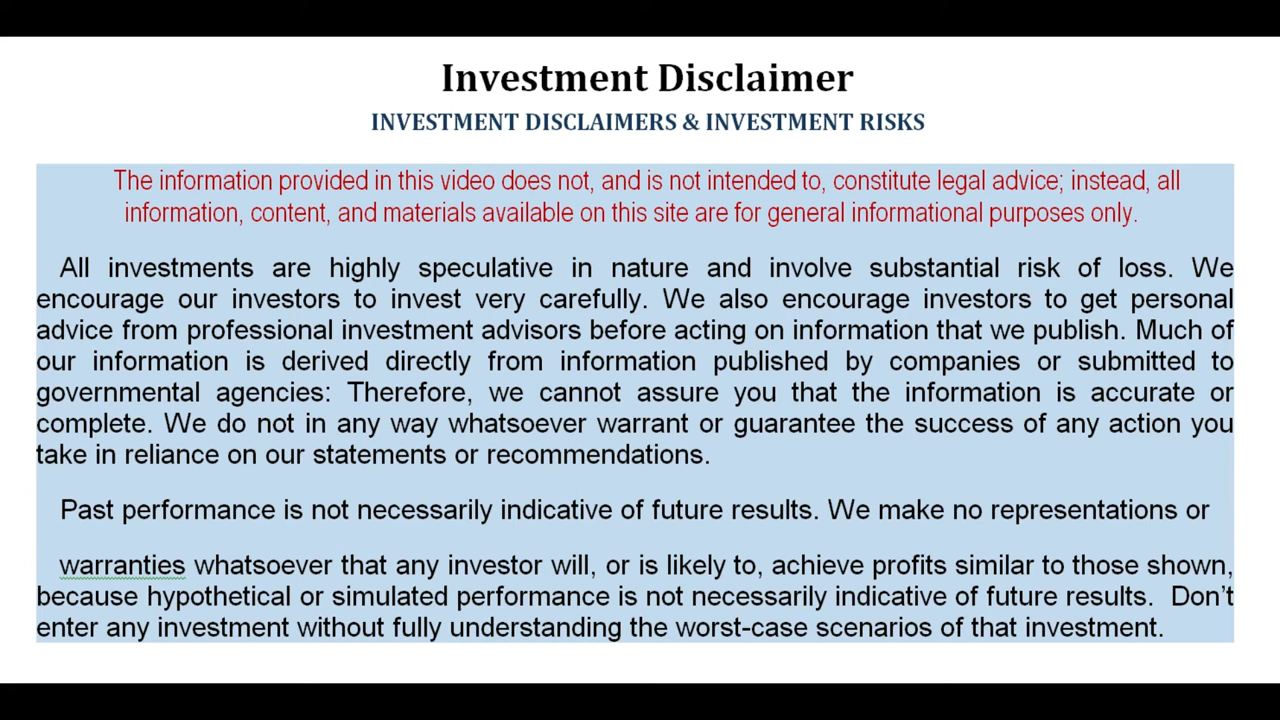 Investment Disclaimer
INVESTMENT DISCLAIMERS & INVESTMENT RISKS
The information provided in this video does not, and is not intended to, constitute legal advice; instead, all
information, content, and materials available on this site are for general informational purposes only.
All investments are highly speculative in nature and involve substantial risk of loss. We
encourage our investors to invest very carefully. We also encourage investors to get personal
advice from professional investment advisors before acting on information that we publish. Much of
our information is derived directly from information published by companies or submitted to
governmental agencies: Therefore, we cannot assure you that the information is accurate or
complete. We do not in any way whatsoever warrant or guarantee the success of any action you
take in reliance on our statements or recommendations.
Past performance is not necessarily indicative of future results. We make no representations or
warranties whatsoever that any investor will, or is likely to, achieve profits similar to those shown,
because hypothetical or simulated performance is not necessarily indicative of future results.  Don’t
enter any investment without fully understanding the worst-case scenarios of that investment.